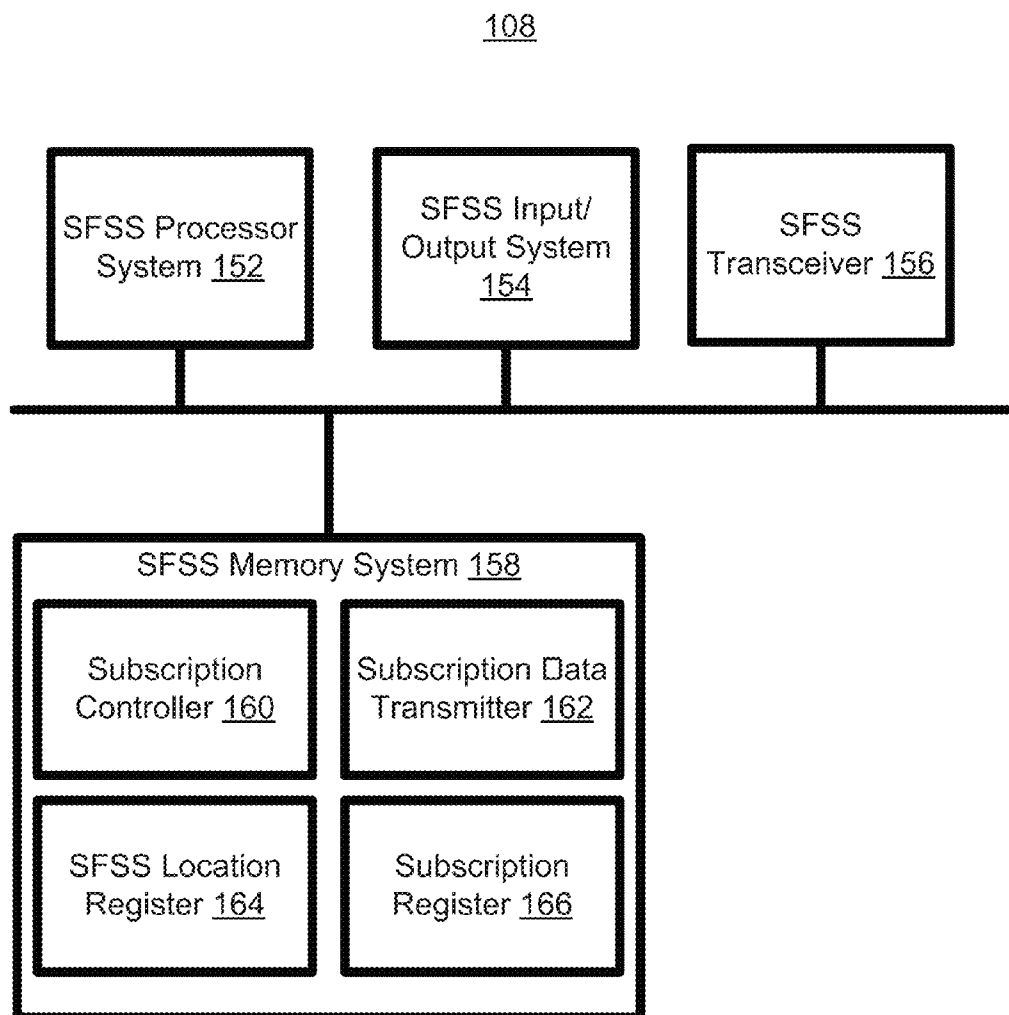 108
SFSS Processor
System 152
SFSS Input/
Output System
154
SFSS
Transceiver 156
SFSS Memory System 158
Subscription
Controller 160
Subscription Data
Transmitter 162
SFSS Location
Register 164
Subscription
Register 166